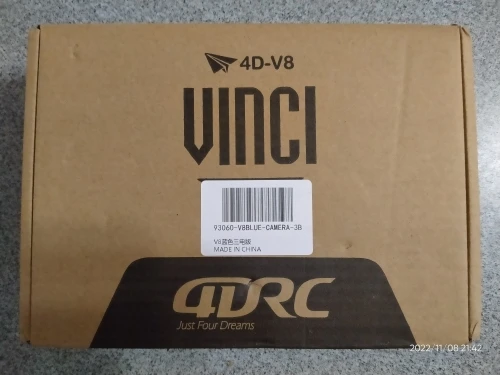 4D-V8
VINCI
93060-V8BLUE-CAMERA-3B
V8蓝色三电版
MADE IN CHINA
4DRC
Just Four Dreams
2022/11/08 21:42